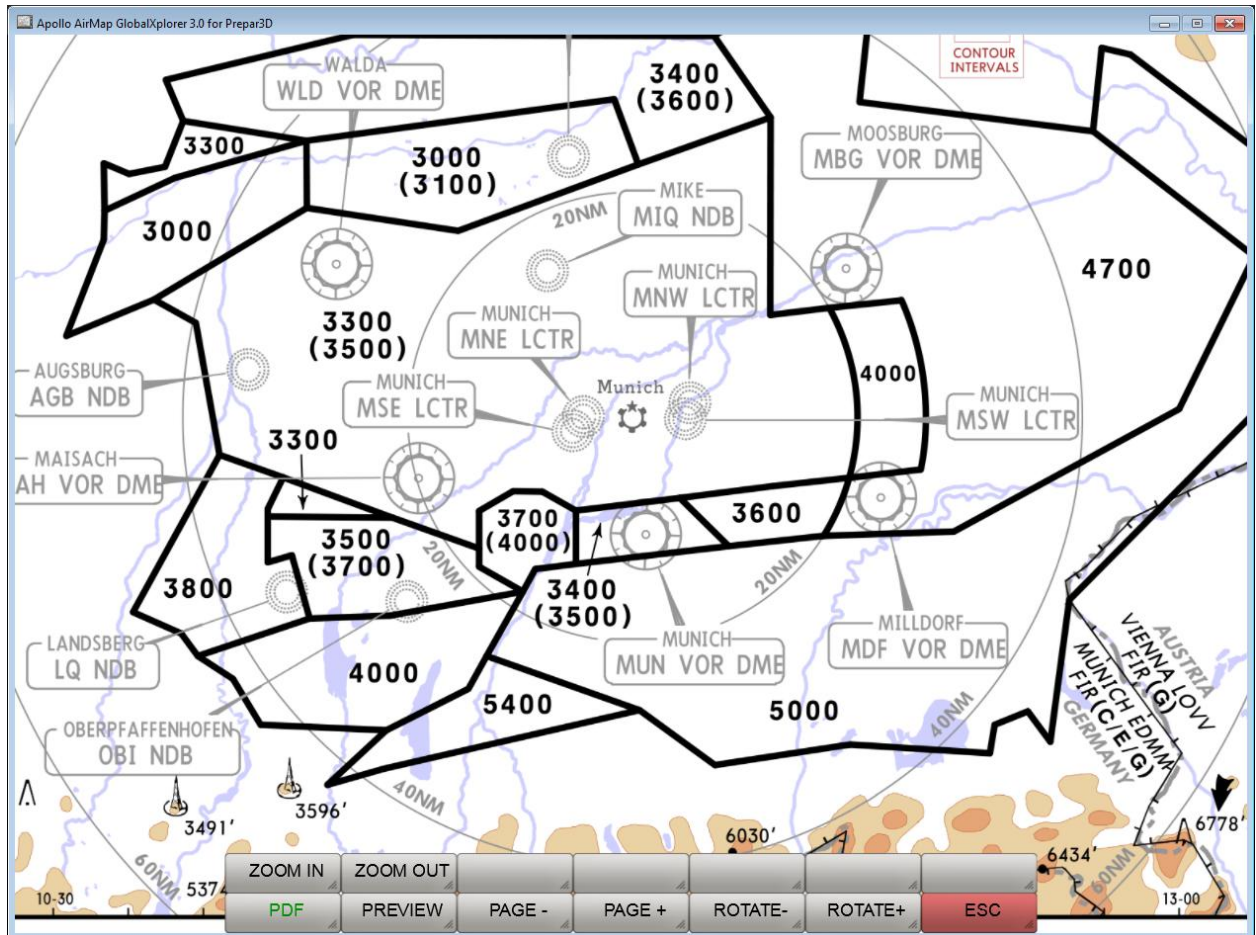 Apollo AirMap GlobalXplorer 3.0 for Prepar3D
CONTOUR
INTERVALS
WALDA
WLD VOR DME
3400
(3600)
3300
3000
(3100)
MOOSBURG
MBG VOR DME
3000
20NM
MIKE
MIQ NDB
4700
MUNICH
MNW LCTR
3300
(3500)
MUNICH
MNE LCTR
AUGSBURG
AGB NDB
MUNICH
MSE LCTR
Munich
4000
MUNICH
MSW LCTR
3300
MAISACH
AH VOR DME
3700
(4000)
3600
3500
(3700)
20NM
20NM
3800
3400
(3500)
LANDSBERG
LQ NDB
MUNICH
MUN VOR DME
MILLDORF
MDF VOR DME
AUSTRIA
VIENNA LOVV
FIR(G)
MUNICH EDMM
FIR(C/E/G)
GERMANY
4000
5400
5000
40NM
OBERPFAFFENHOFEN
OBI NDB
40NM
3491'
3596'
6030'
6778'
6434'
60NM
60NM
10-30
537
13-00
ZOOM IN
ZOOM OUT
PDF
PREVIEW
PAGE -
PAGE +
ROTATE-
ROTATE+
ESC